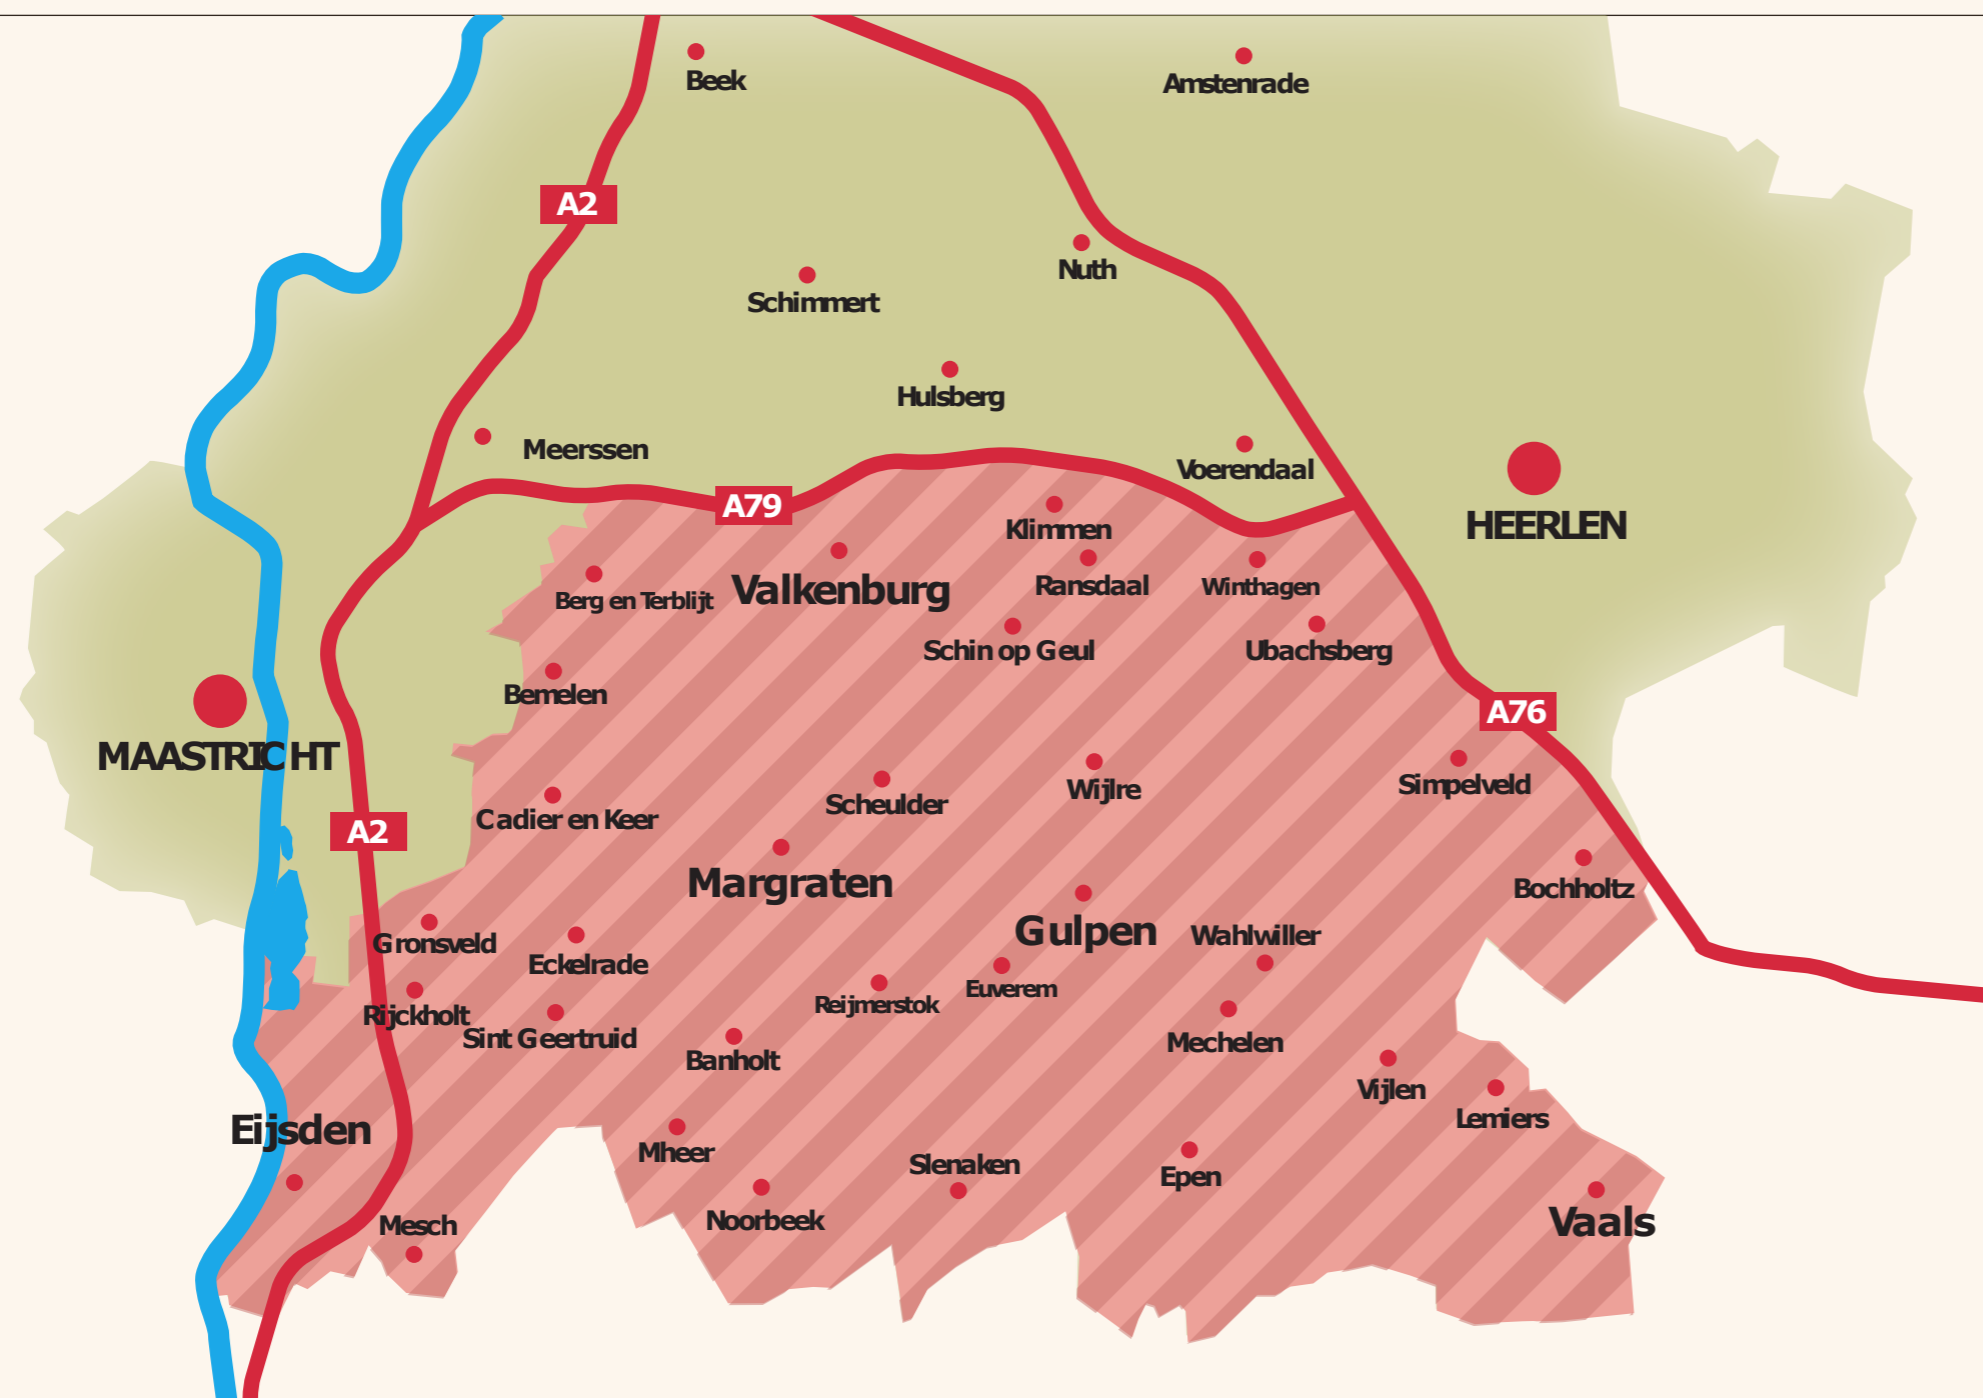 Beek
Amstenrade
A2
Nuth
Schimmert
Hulsberg
Meerssen
Voerendaal
A79
HEERLEN
Klimmen
Valkenburg
Ransdaal
Winthagen
Berg en Terblijt
Schin op Geul
Ubachsberg
Bemelen
A76
MAASTRICHT
Simpelveld
Wijlre
Scheulder
Cadier en Keer
A2
Margraten
Bochholtz
Gulpen
Wahlwiller
Gronsveld
Eckelrade
Euverem
Reijmerstok
Rijckholt
Sint Geertruid
Mechelen
Banholt
Vijlen
Lemiers
Eijsden
Mheer
Slenaken
Epen
Noorbeek
Vaals
Mesch